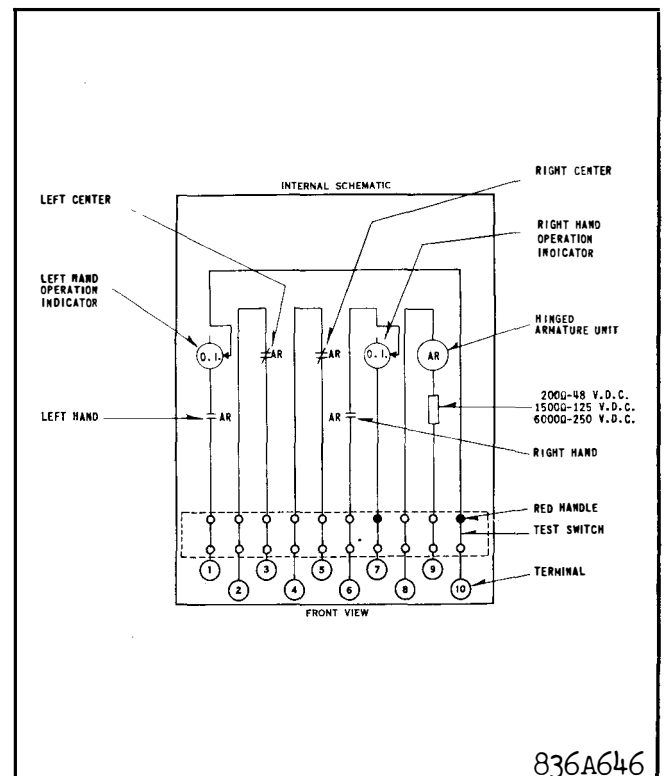 INTERNAL SCHEMATIC
RIGHT CENTER
LEFT CENTER
RIGHT HAND
OPERATION
INOICATOR
LEFT MAND
OPERATION
INDICATOR
HINGED
ARMATURE UNIT
O.I.
AR
AR
O.I.
AR
200Ω-48 V.D.C.
1500Ω-125 V.D.C.
6000Ω-250 V.D.C.
LEFT HAND
AR
AR
RIGHT HAND
RED HANDLE
TEST SWITCH
TERMINAL
1
2
3
4
5
6
7
8
9
10
FRONT VIEW
836A646